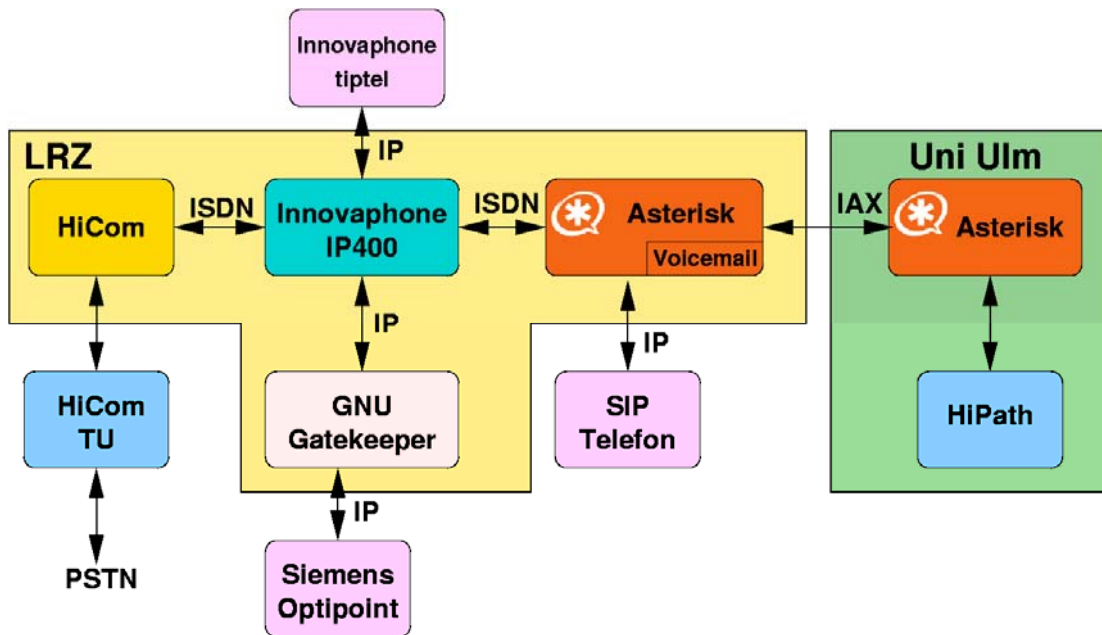 Innovaphone
tiptel
IP
LRZ
Uni Ulm
HiCom
ISDN
Innovaphone
IP400
ISDN
Asterisk
Voicemail
IAX
Asterisk
IP
IP
HiCom
TU
GNU
Gatekeeper
SIP
Telefon
HiPath
IP
PSTN
Siemens
Optipoint